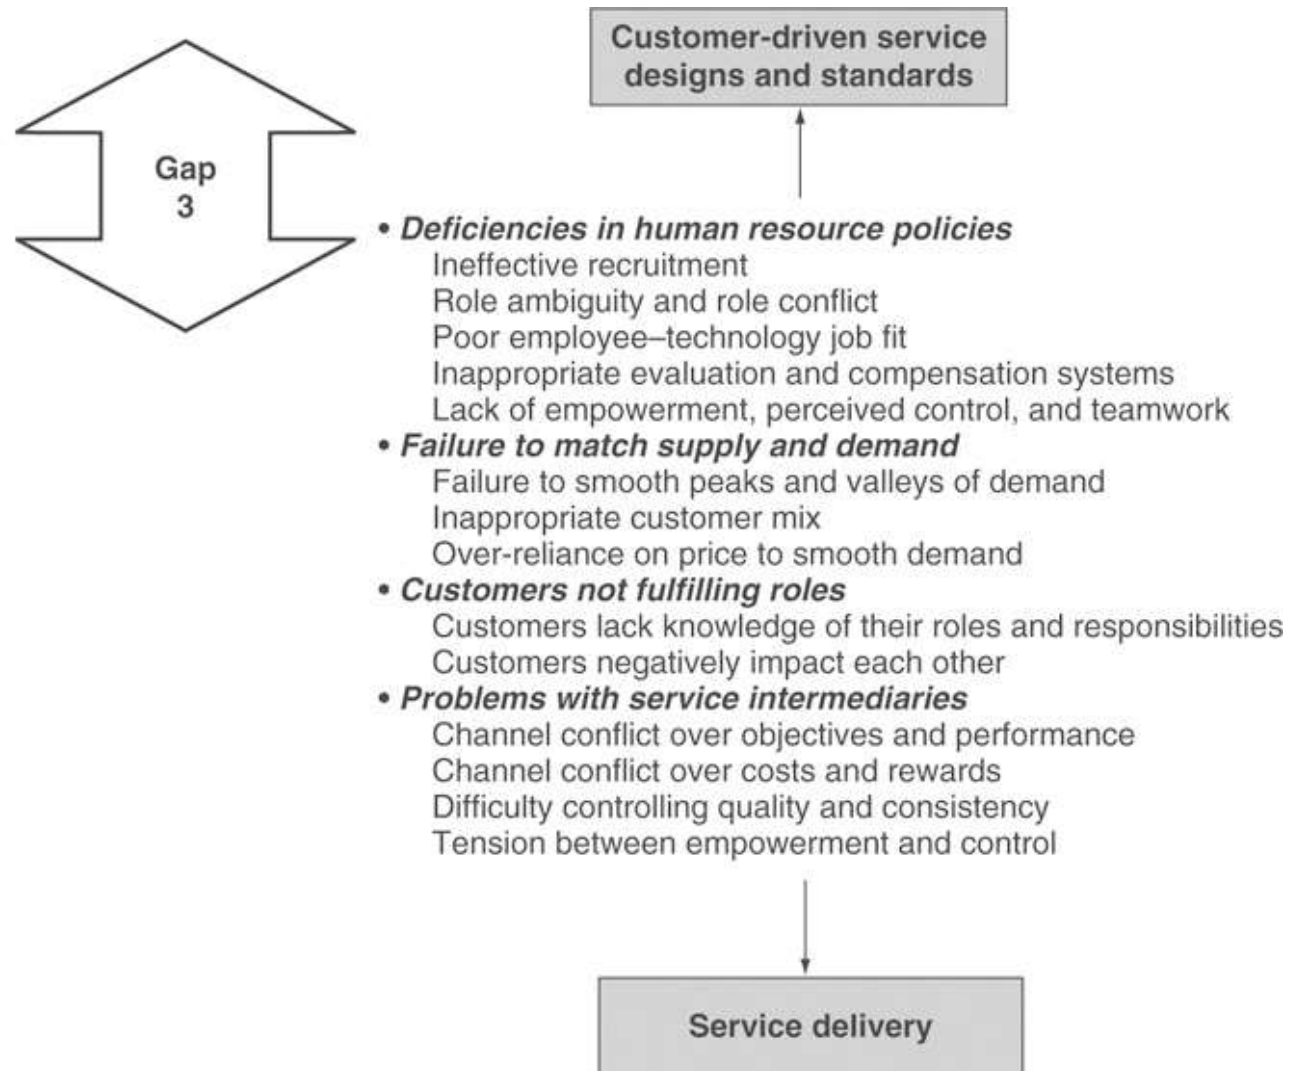 Customer-driven service
designs and standards
Gap
3
• Deficiencies in human resource policies
Ineffective recruitment
Role ambiguity and role conflict
Poor employee–technology job fit
Inappropriate evaluation and compensation systems
Lack of empowerment, perceived control, and teamwork
• Failure to match supply and demand
Failure to smooth peaks and valleys of demand
Inappropriate customer mix
Over-reliance on price to smooth demand
• Customers not fulfilling roles
Customers lack knowledge of their roles and responsibilities
Customers negatively impact each other
• Problems with service intermediaries
Channel conflict over objectives and performance
Channel conflict over costs and rewards
Difficulty controlling quality and consistency
Tension between empowerment and control
Service delivery